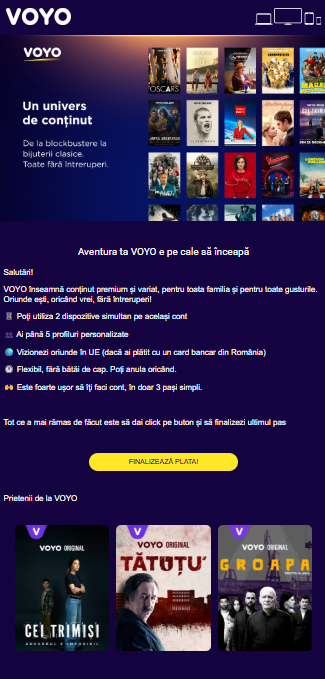 VOYO
VOYO
Un univers
de conținut
De la blockbustere la
bijuterii clasice.
Toate fără întreruperi.
OSCARS
Aventura ta VOYO e pe cale să înceapă
Salutări!
VOYO înseamnă conținut premium și variat, pentru toata familia și pentru toate gusturile.
Oriunde ești, oricând vrei, fără întreruperi!
Poți utiliza 2 dispozitive simultan pe același cont
Ai până 5 profiluri personalizate
Vizionezi oriunde în UE (dacă ai plătit cu un card bancar din România)
Flexibil, fără bătăi de cap. Poți anula oricând.
Este foarte ușor să îți faci cont, în doar 3 pași simpli.
Tot ce a mai rămas de făcut este să dai click pe buton și să finalizezi ultimul pas
FINALIZEAZĂ PLATA!
Prietenii de la VOYO
VOYO ORIGINAL
CEI TRIMIȘI
ADEVĂRUL E IMPOSIBIL
VOYO ORIGINAL
TĂTUȚU'
VOYO ORIGINAL
GROAPA